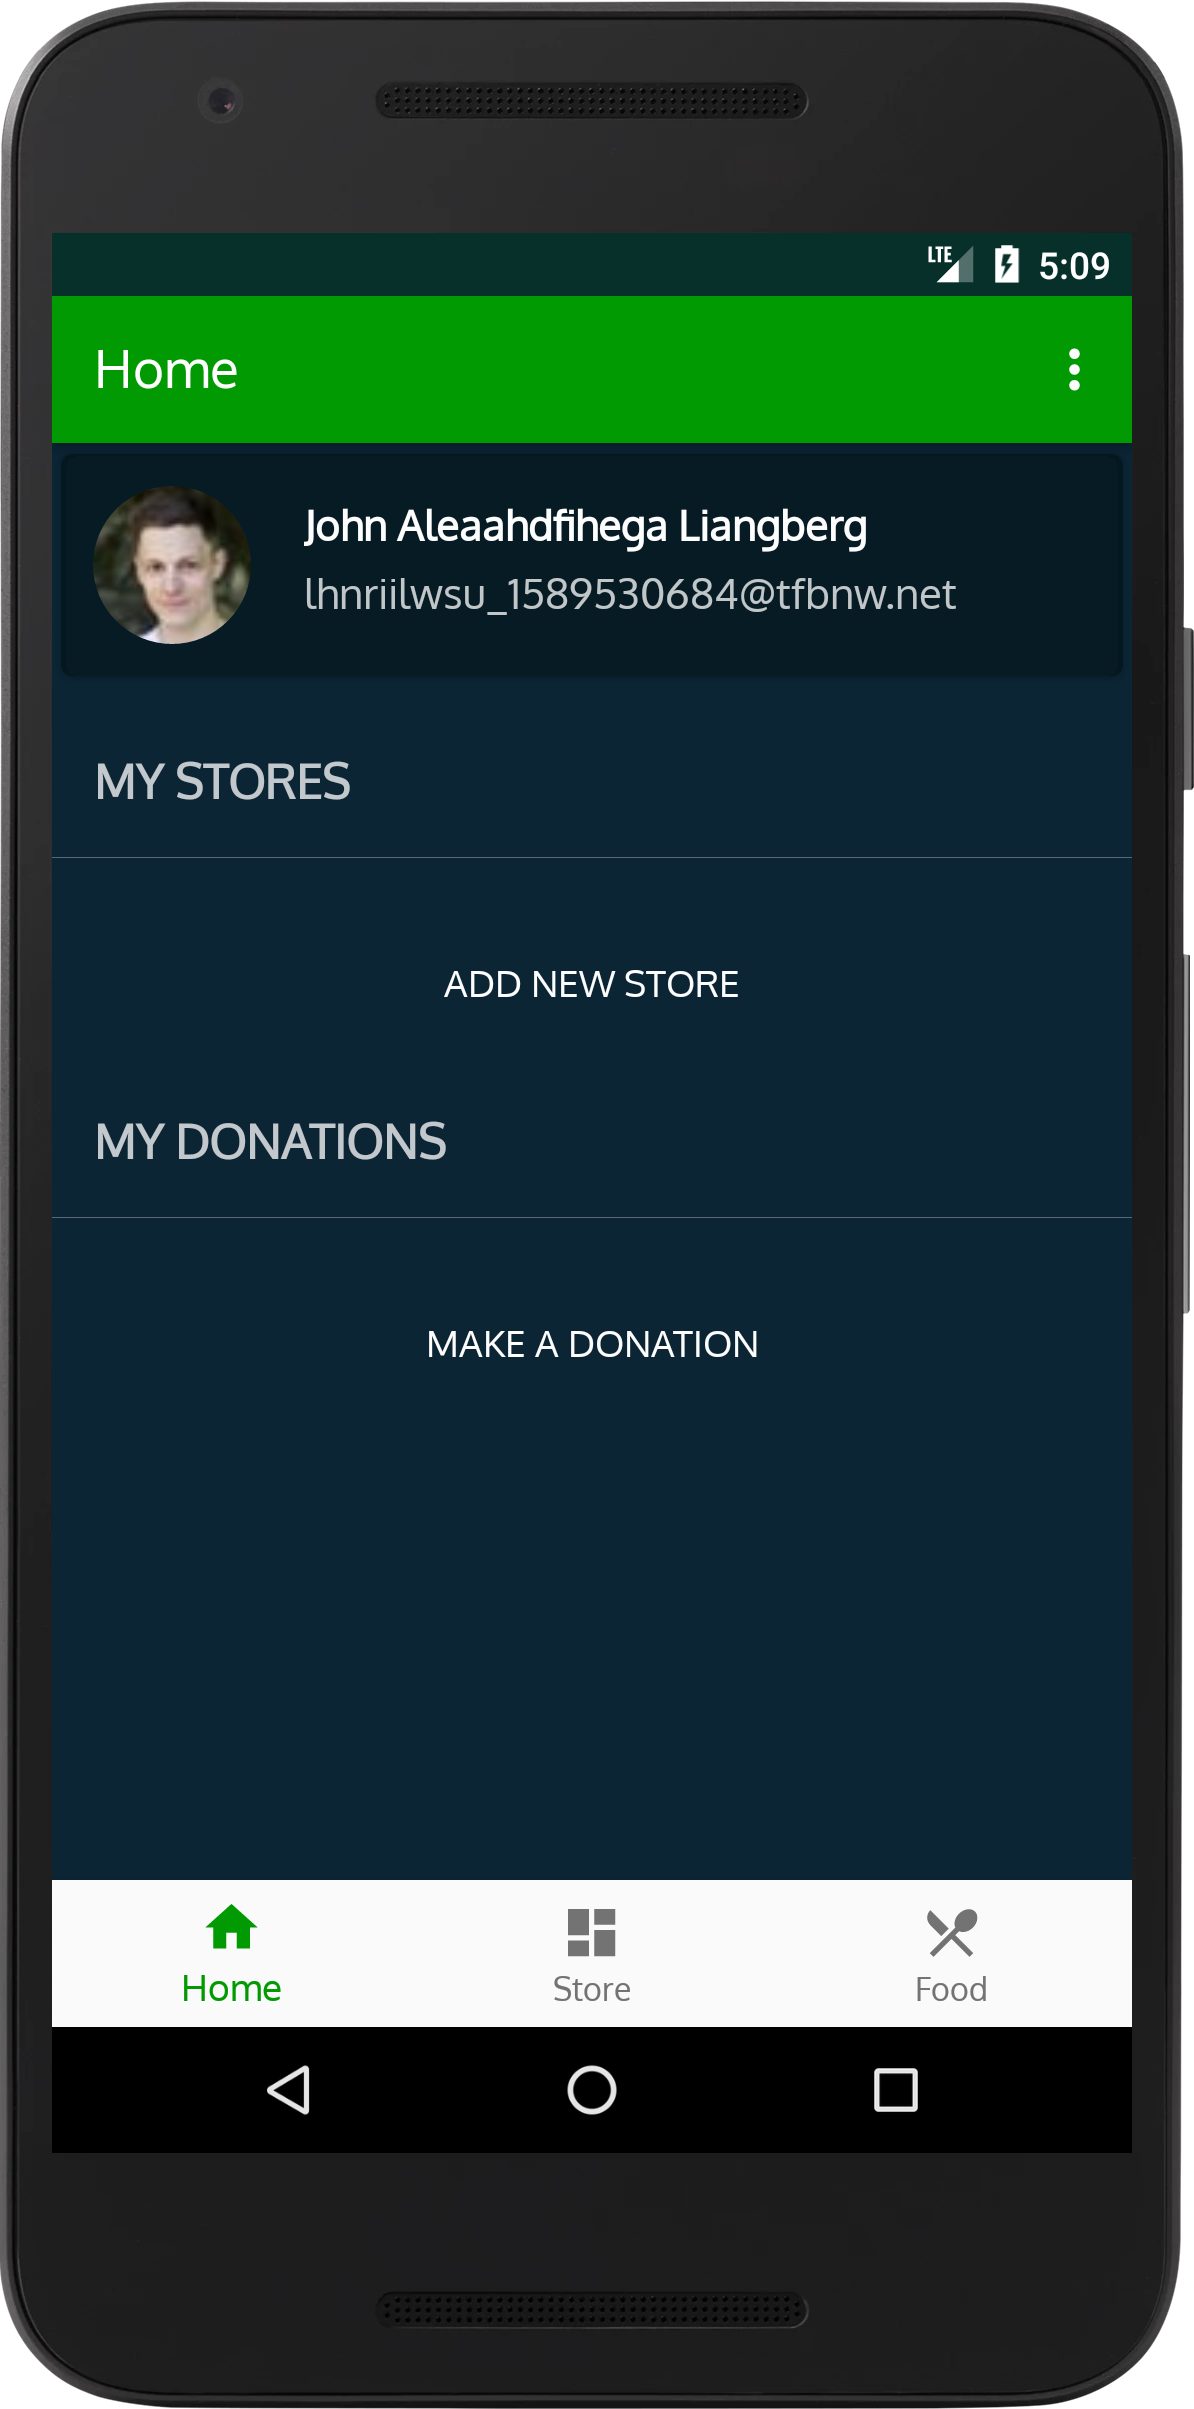 LTE 5:09
Home
John Aleaahdfihega Liangberg
lhnriilwsu_1589530684@tfbnw.net
MY STORES
ADD NEW STORE
MY DONATIONS
MAKE A DONATION
Home Store Food